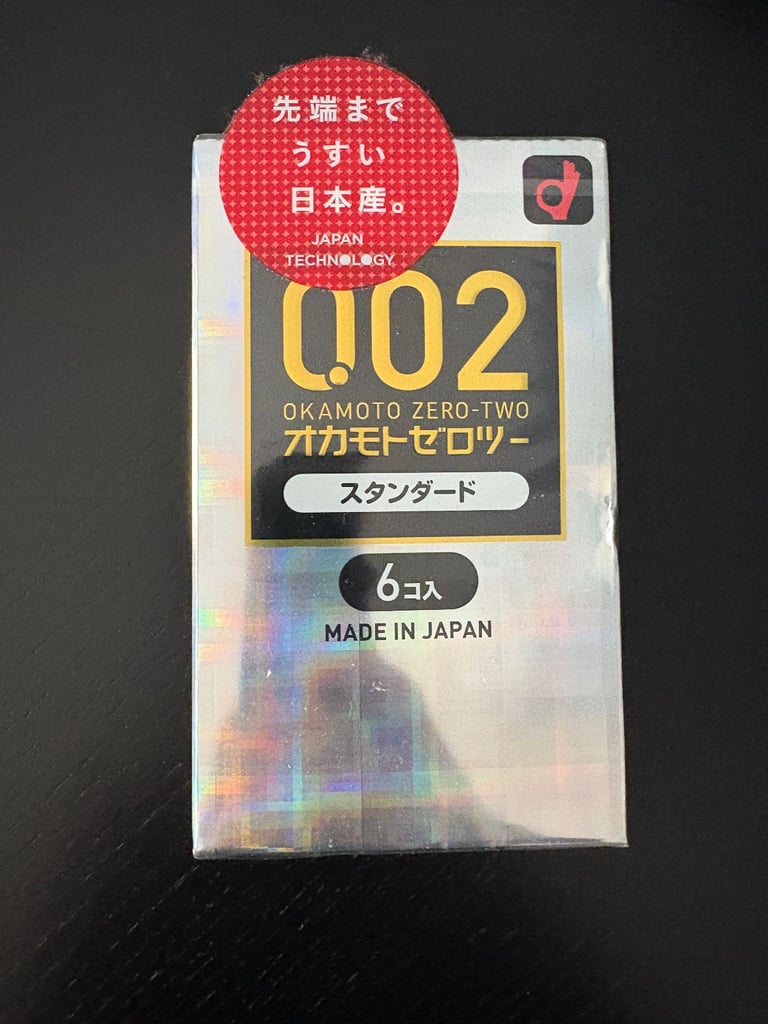 先端まで
うすい
日本産。
JAPAN
TECHNOLOGY
0.02
OKAMOTO ZERO-TWO
オカモトゼロツー
スタンダード
6コ入
MADE IN JAPAN